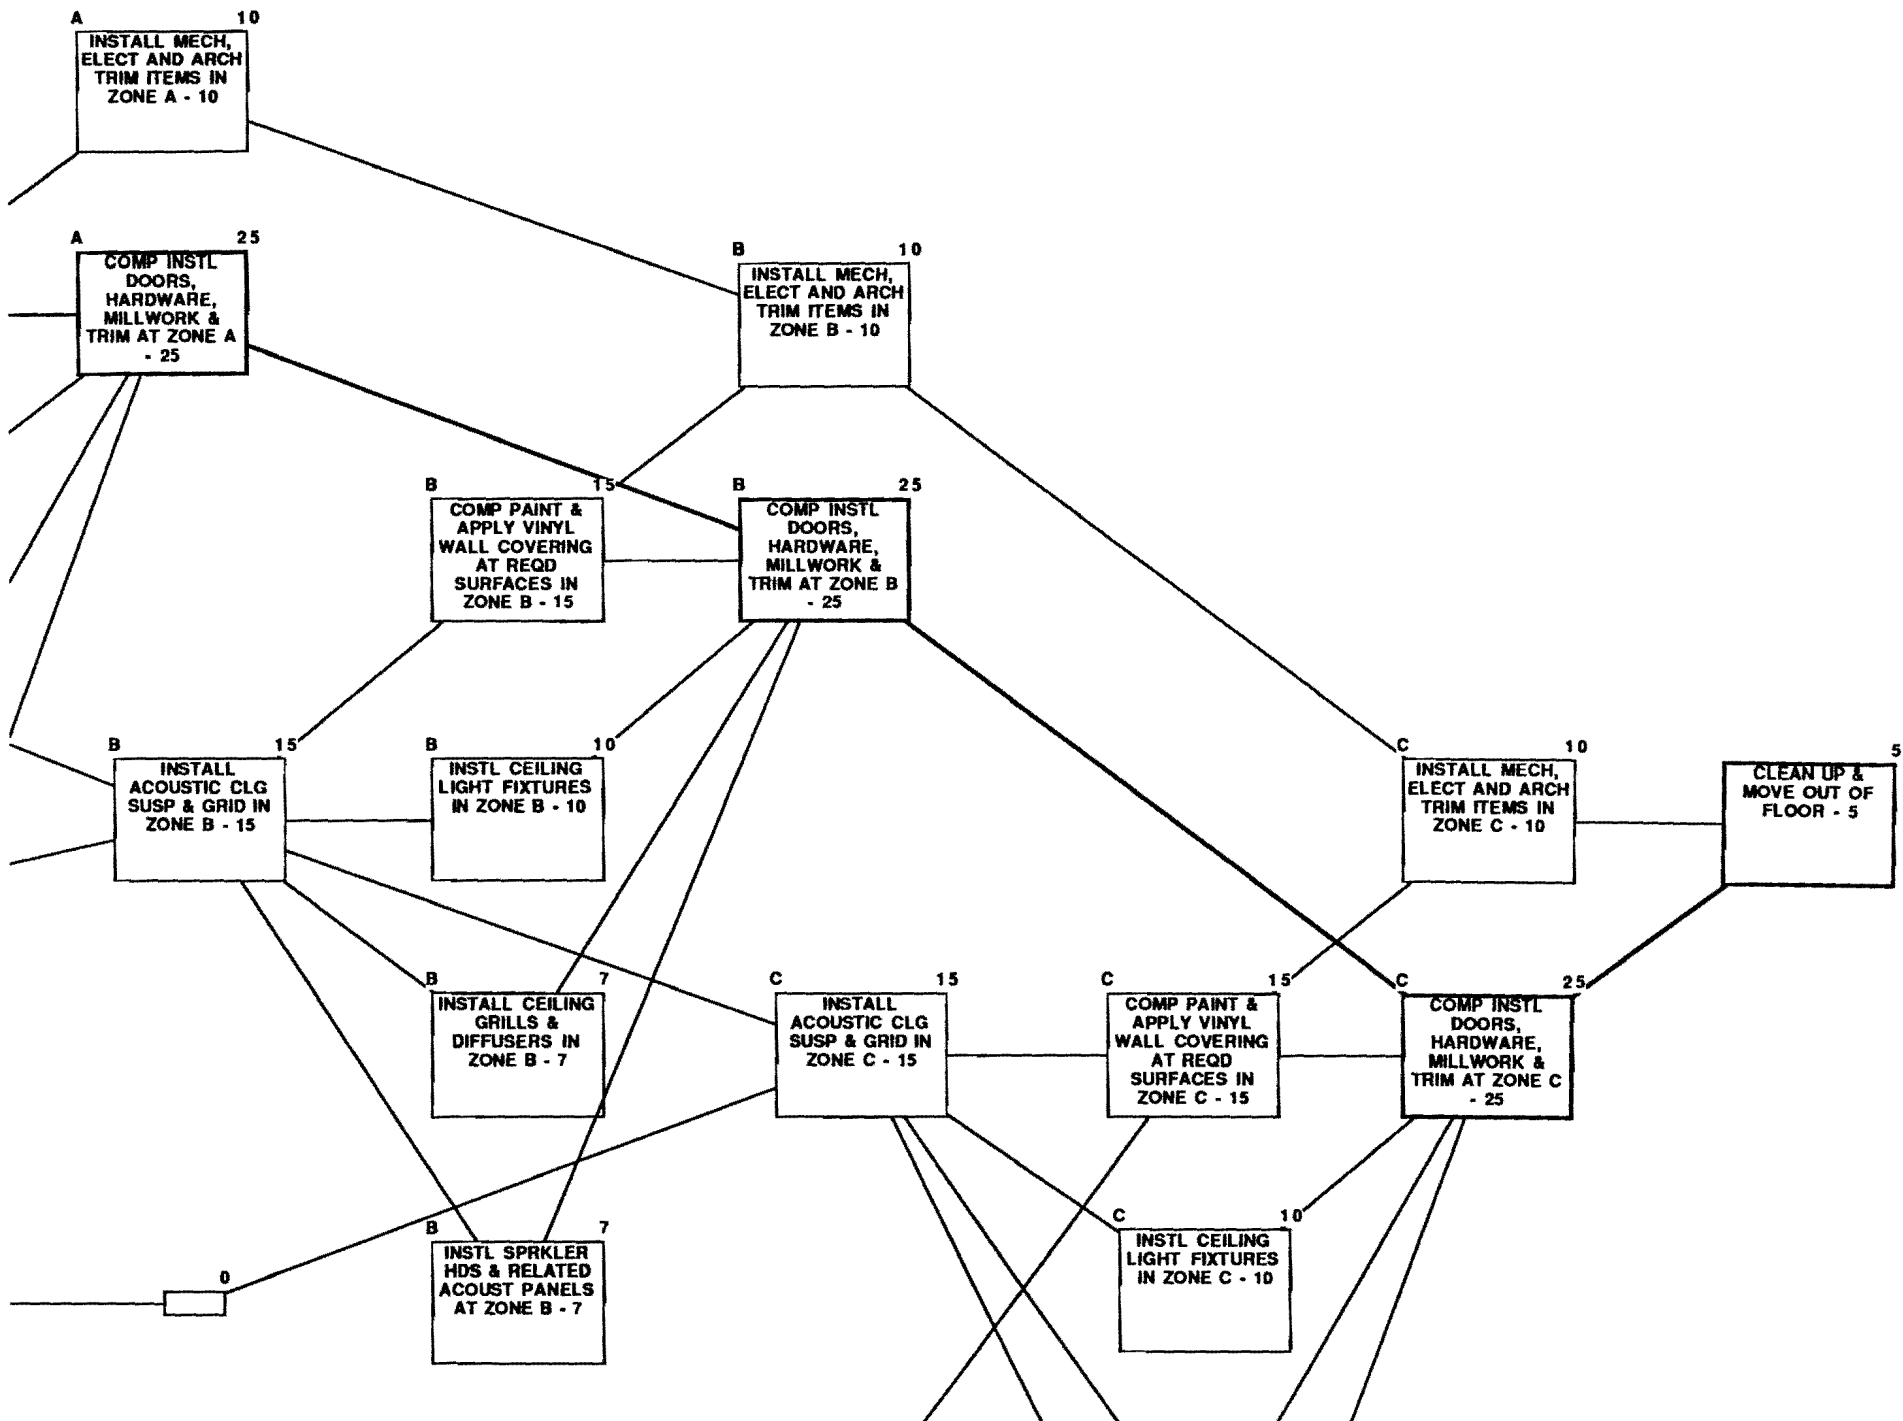 A 10
INSTALL MECH,
ELECT AND ARCH
TRIM ITEMS IN
ZONE A - 10
A 25
COMP INSTL
DOORS,
HARDWARE,
MILLWORK &
TRIM AT ZONE A
- 25
B 10
INSTALL MECH,
ELECT AND ARCH
TRIM ITEMS IN
ZONE B - 10
B 15
COMP PAINT &
APPLY VINYL
WALL COVERING
AT REQD
SURFACES IN
ZONE B - 15
B 25
COMP INSTL
DOORS,
HARDWARE,
MILLWORK &
TRIM AT ZONE B
- 25
B 15
INSTALL
ACOUSTIC CLG
SUSP & GRID IN
ZONE B - 15
B 10
INSTL CEILING
LIGHT FIXTURES
IN ZONE B - 10
C 10
INSTALL MECH,
ELECT AND ARCH
TRIM ITEMS IN
ZONE C - 10
5
CLEAN UP &
MOVE OUT OF
FLOOR - 5
B 7
INSTALL CEILING
GRILLS &
DIFFUSERS IN
ZONE B - 7
C 15
INSTALL
ACOUSTIC CLG
SUSP & GRID IN
ZONE C - 15
C 15
COMP PAINT &
APPLY VINYL
WALL COVERING
AT REQD
SURFACES IN
ZONE C - 15
C 25
COMP INSTL
DOORS,
HARDWARE,
MILLWORK &
TRIM AT ZONE C
- 25
0
B 7
INSTL SPRKLER
HDS & RELATED
ACOUST PANELS
AT ZONE B - 7
C 10
INSTL CEILING
LIGHT FIXTURES
IN ZONE C - 10